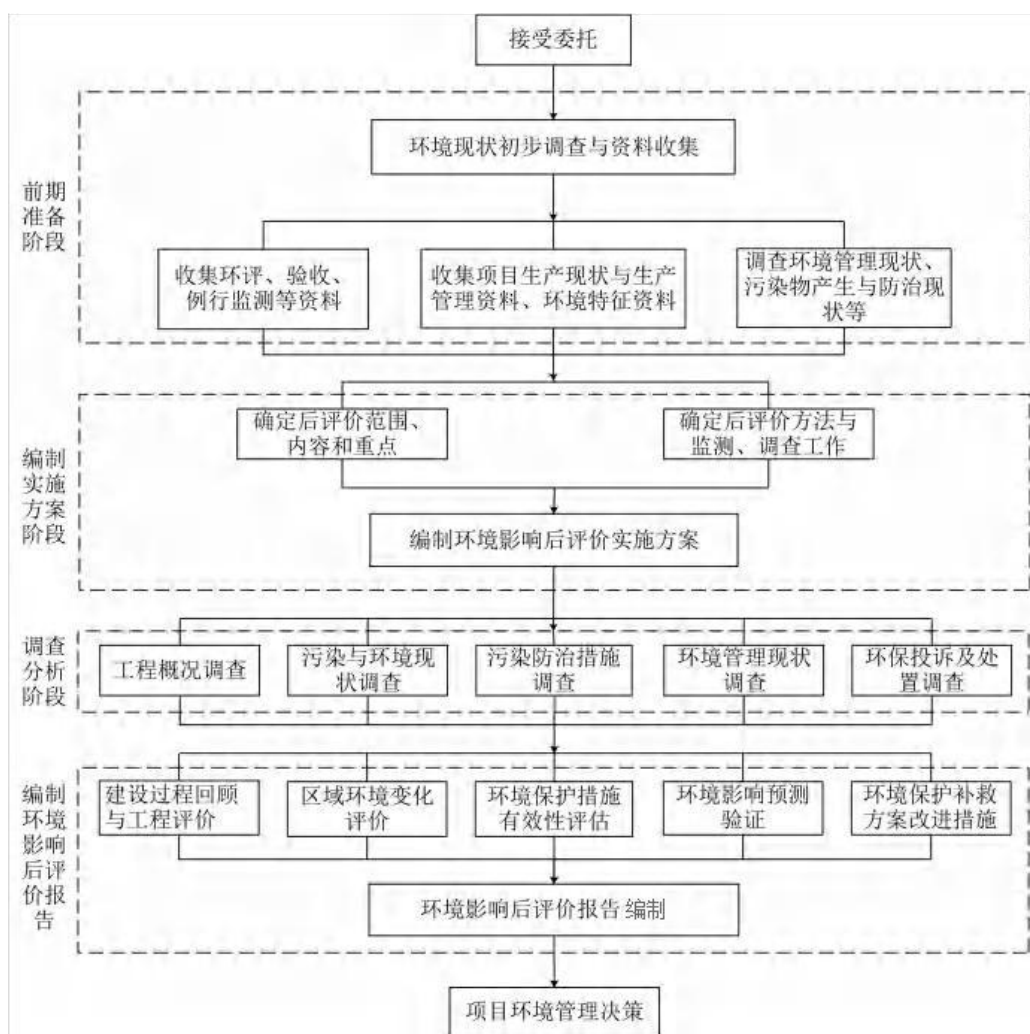 接受委托
前期
准备
阶段
环境现状初步调查与资料收集
收集环评、验收、
例行监测等资料
收集项目生产现状与生产
管理资料、环境特征资料
调查环境管理现状、
污染物产生与防治现
状等
编制
实施
方案
阶段
确定后评价范围、
内容和重点
确定后评价方法与
监测、调查工作
编制环境影响后评价实施方案
调查
分析
阶段
工程概况调查
污染与环境现
状调查
污染防治措施
调查
环境管理现状
调查
环保投诉及处
置调查
编制
环境
影响
后评
价报
告
建设过程回顾
与工程评价
区域环境变化
评价
环境保护措施
有效性评估
环境影响预测
验证
环境保护补救
方案改进措施
环境影响后评价报告编制
项目环境管理决策